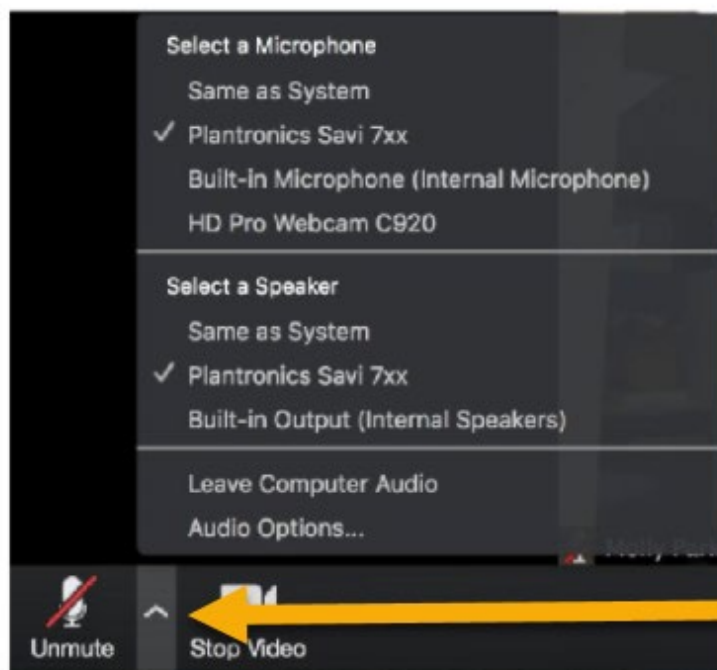 Select a Microphone
Same as System
Plantronics Savi 7xx
Built-in Microphone (Internal Microphone)
HD Pro Webcam C920
Select a Speaker
Same as System
Plantronics Savi 7xx
Built-in Output (Internal Speakers)
Leave Computer Audio
Audio Options...
Molly Park
Unmute
Stop Video